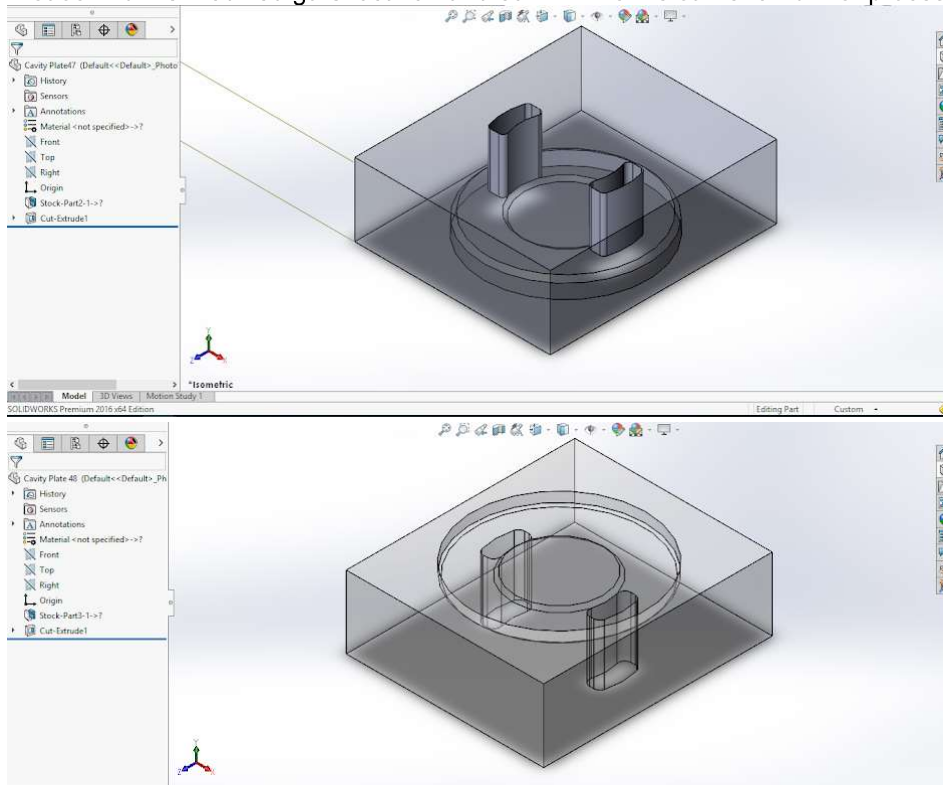 Cavity Plate47 (Default<<Default>_Photo
History
Sensors
Annotations
Material <not specified>->?
Front
Top
Right
Origin
Stock-Part2-1->?
Cut-Extrude1
*Isometric
Model 3D Views Motion Study 1
SOLIDWORKS Premium 2016 x64 Edition Editing Part Custom
Cavity Plate 48 (Default<<Default>_Ph
History
Sensors
Annotations
Material <not specified>->?
Front
Top
Right
Origin
Stock-Part3-1->?
Cut-Extrude1